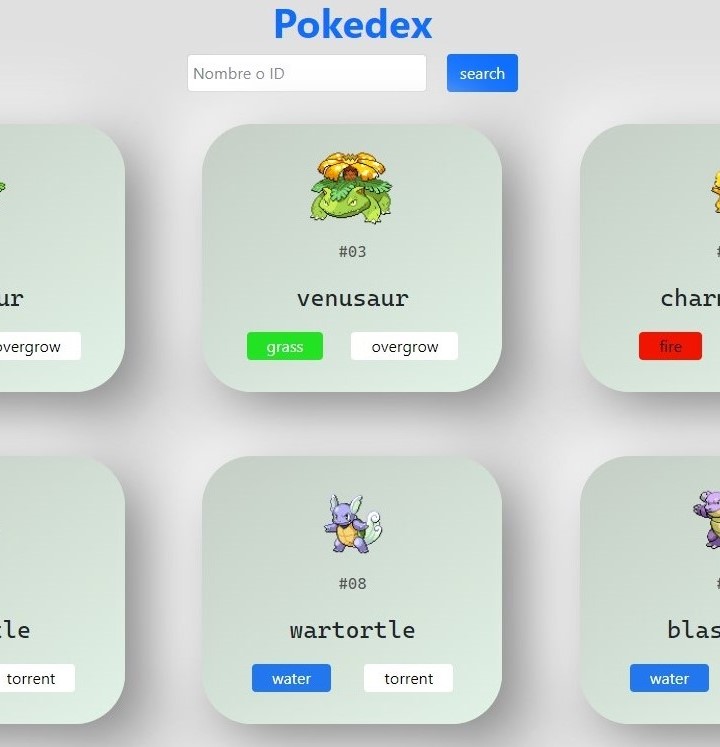 Pokedex
Nombre o ID
search
#03
ur
venusaur
char
overgrow
grass
overgrow
fire
#08
tle
wartortle
blas
torrent
water
torrent
water